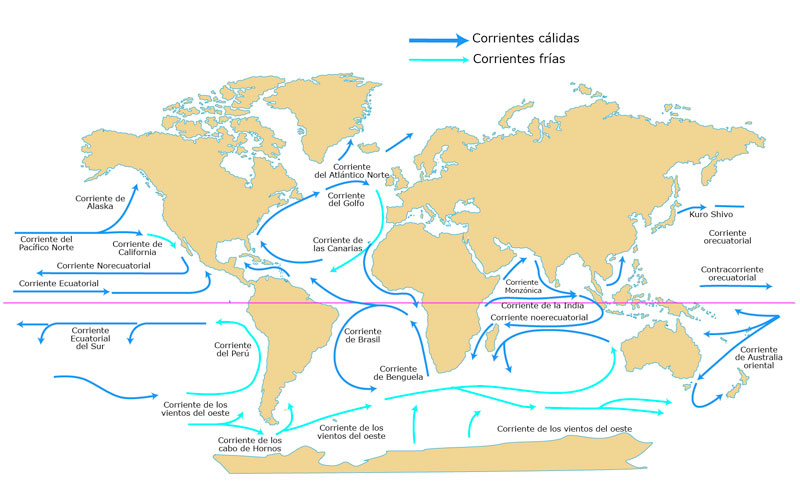 Corrientes cálidas
Corrientes frías
Corriente
del Atlántico Norte
Corriente
del Golfo
Corriente de
Alaska
Corriente del
Pacífico Norte
Corriente de
California
Corriente de
las Canarias
Kuro Shivo
Corriente
orecuatorial
Corriente Norecuatorial
Corriente Ecuatorial
Corriente
Monzónica
Contracorriente
orecuatorial
Corriente de la India
Corriente noerecuatorial
Corriente
Ecuatorial
del Sur
Corriente
del Perú
Corriente
de Brasil
Corriente
de Benguela
Corriente
de Australia
oriental
Corriente de los
vientos del oeste
Corriente de los
cabo de Hornos
Corriente de los
vientos del oeste
Corriente de los vientos del oeste